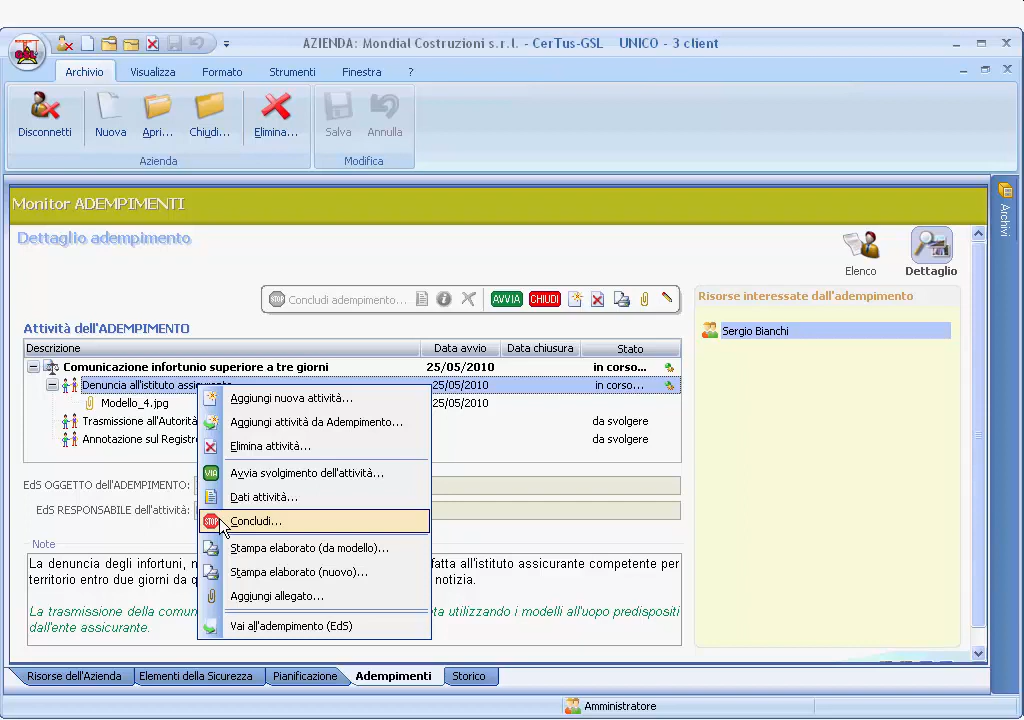 AZIENDA: Mondial Costruzioni s.r.l. - CerTus-GSL UNICO - 3 client
Archivio Visualizza Formato Strumenti Finestra ?
Disconnetti Nuova Apri... Chiudi... Elimina... Salva Annulla
Azienda Modifica
Monitor ADEMPIMENTI
Archivi
Dettaglio adempimento
Elenco Dettaglio
STOP Concludi adempimento... AVVIA CHIUDI
Risorse interessate dall'adempimento
Sergio Bianchi
Attività dell'ADEMPIMENTO
Descrizione Data avvio Data chiusura Stato
Comunicazione infortunio superiore a tre giorni 25/05/2010 in corso...
Denuncia all'istituto assicurante 25/05/2010 in corso...
Modello_4.jpg 25/05/2010
Trasmissione all'Autorità da svolgere
Annotazione sul Registro da svolgere
Aggiungi nuova attività...
Aggiungi attività da Adempimento...
Elimina attività...
VIA Avvia svolgimento dell'attività...
Dati attività...
STOP Concludi...
Stampa elaborato (da modello)...
Stampa elaborato (nuovo)...
Aggiungi allegato...
Vai all'adempimento (EdS)
EdS OGGETTO dell'ADEMPIMENTO:
EdS RESPONSABILE dell'attività:
Note
La denuncia degli infortuni, fatta all'istituto assicurante competente per
territorio entro due giorni da notizia.
La trasmissione della utilizzando i modelli all'uopo predispositi
dall'ente assicurante.
Risorse dell'Azienda Elementi della Sicurezza Pianificazione Adempimenti Storico
Amministratore